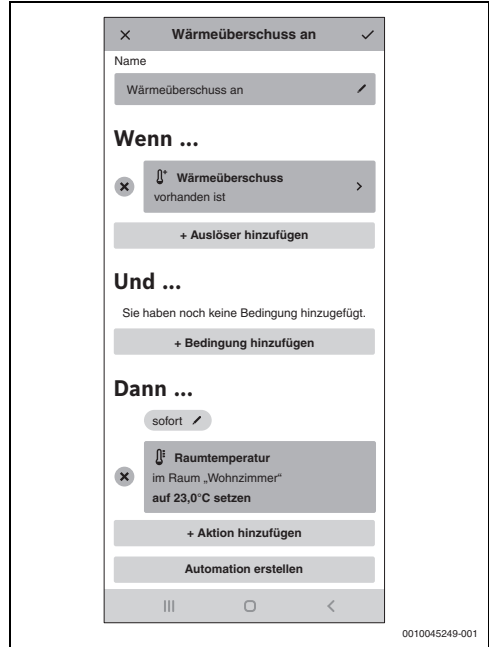 Wärmeüberschuss an
Name
Wärmeüberschuss an
Wenn ...
Wärmeüberschuss
vorhanden ist
+ Auslöser hinzufügen
Und ...
Sie haben noch keine Bedingung hinzugefügt.
+ Bedingung hinzufügen
Dann ...
sofort
Raumtemperatur
im Raum „Wohnzimmer“
auf 23,0°C setzen
+ Aktion hinzufügen
Automation erstellen
0010045249-001